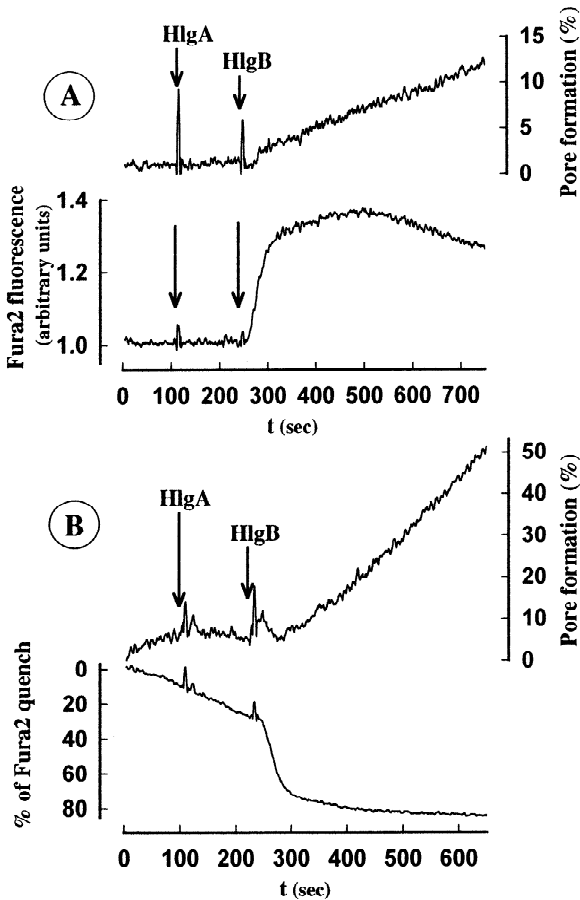 HlgA
HlgB
A
15
10
5
0
Pore formation (%)
1.4
1.2
1.0
Fura2 fluorescence
(arbitrary units)
0 100 200 300 400 500 600 700
t (sec)
B
HlgA
HlgB
50
40
30
20
10
0
Pore formation (%)
0
20
40
60
80
% of Fura2 quench
0 100 200 300 400 500 600
t (sec)